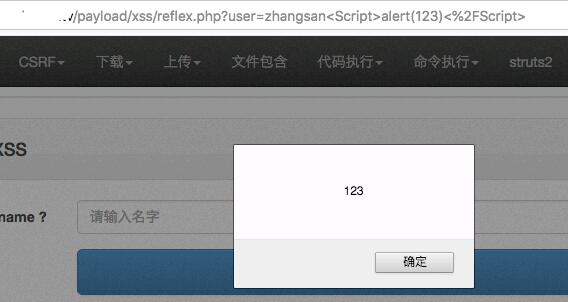 /payload/xss/reflex.php?user=zhangsan<Script>alert(123)<%2FScript>
CSRF 下载 上传 文件包含 代码执行 命令执行 struts2
XSS
name ? 请输入名字
123
确定